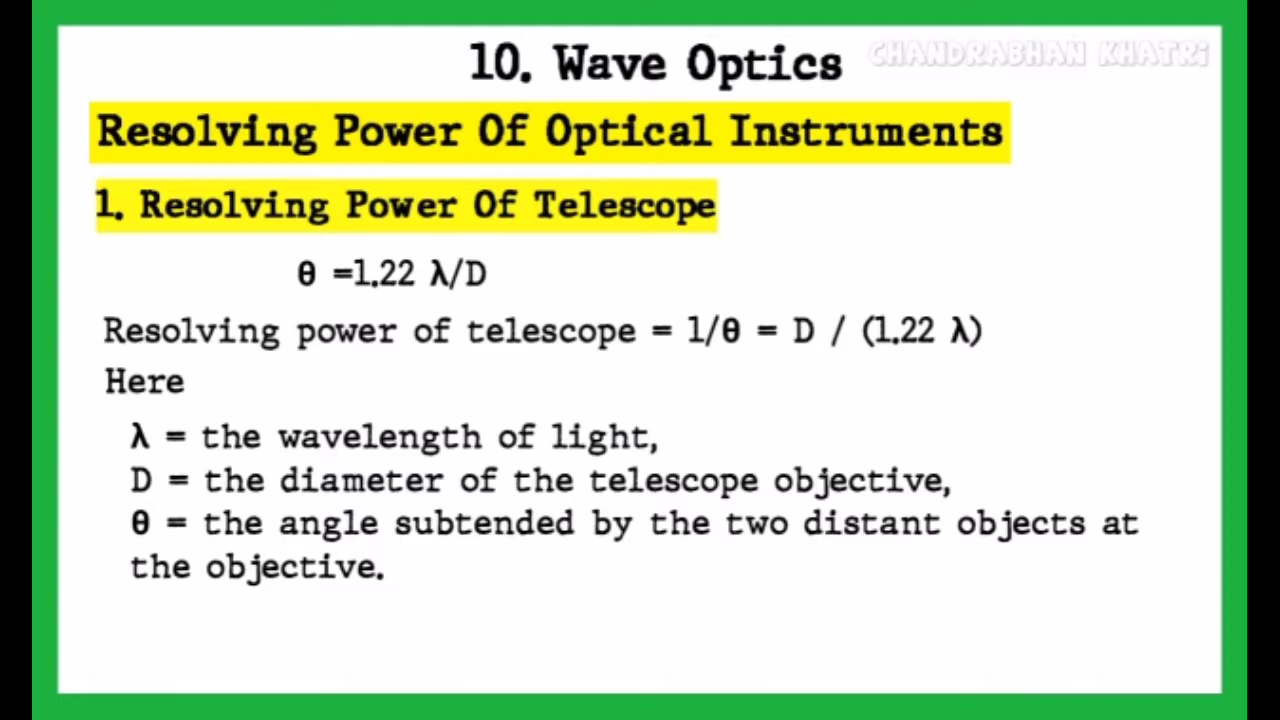 10. Wave Optics
CHANDRABHAN KHATRI
Resolving Power Of Optical Instruments
1. Resolving Power Of Telescope
θ =1.22 λ/D
Resolving power of telescope = 1/θ = D / (1.22 λ)
Here
λ = the wavelength of light,
D = the diameter of the telescope objective,
θ = the angle subtended by the two distant objects at
the objective.